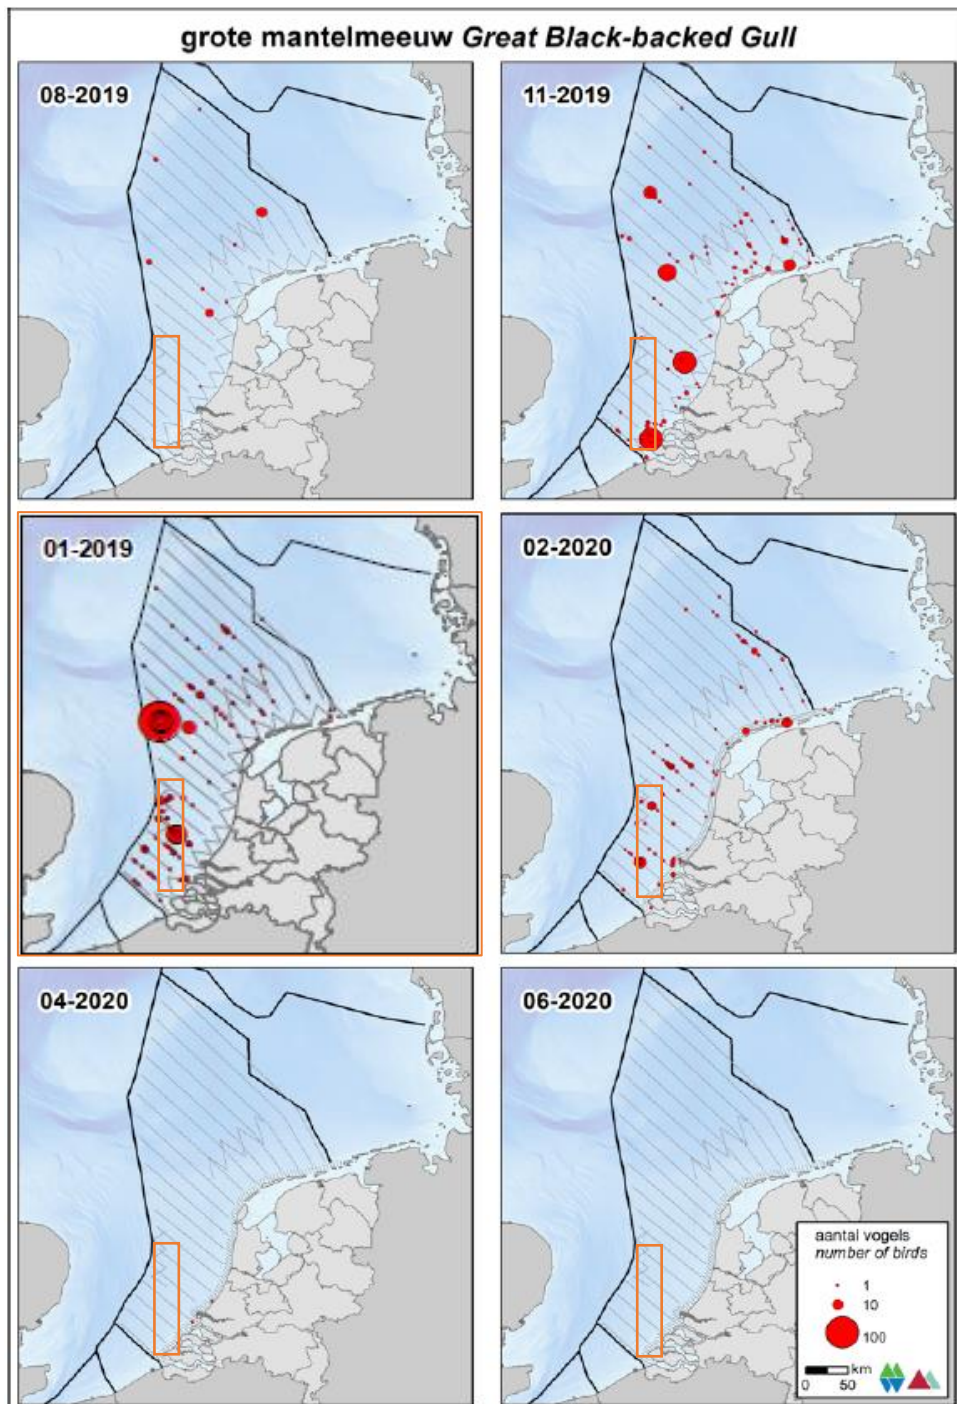 grote mantelmeeuw Great Black-backed Gull
08-2019
11-2019
01-2019
02-2020
04-2020
06-2020
aantal vogels
number of birds
1
10
100
km
0 50